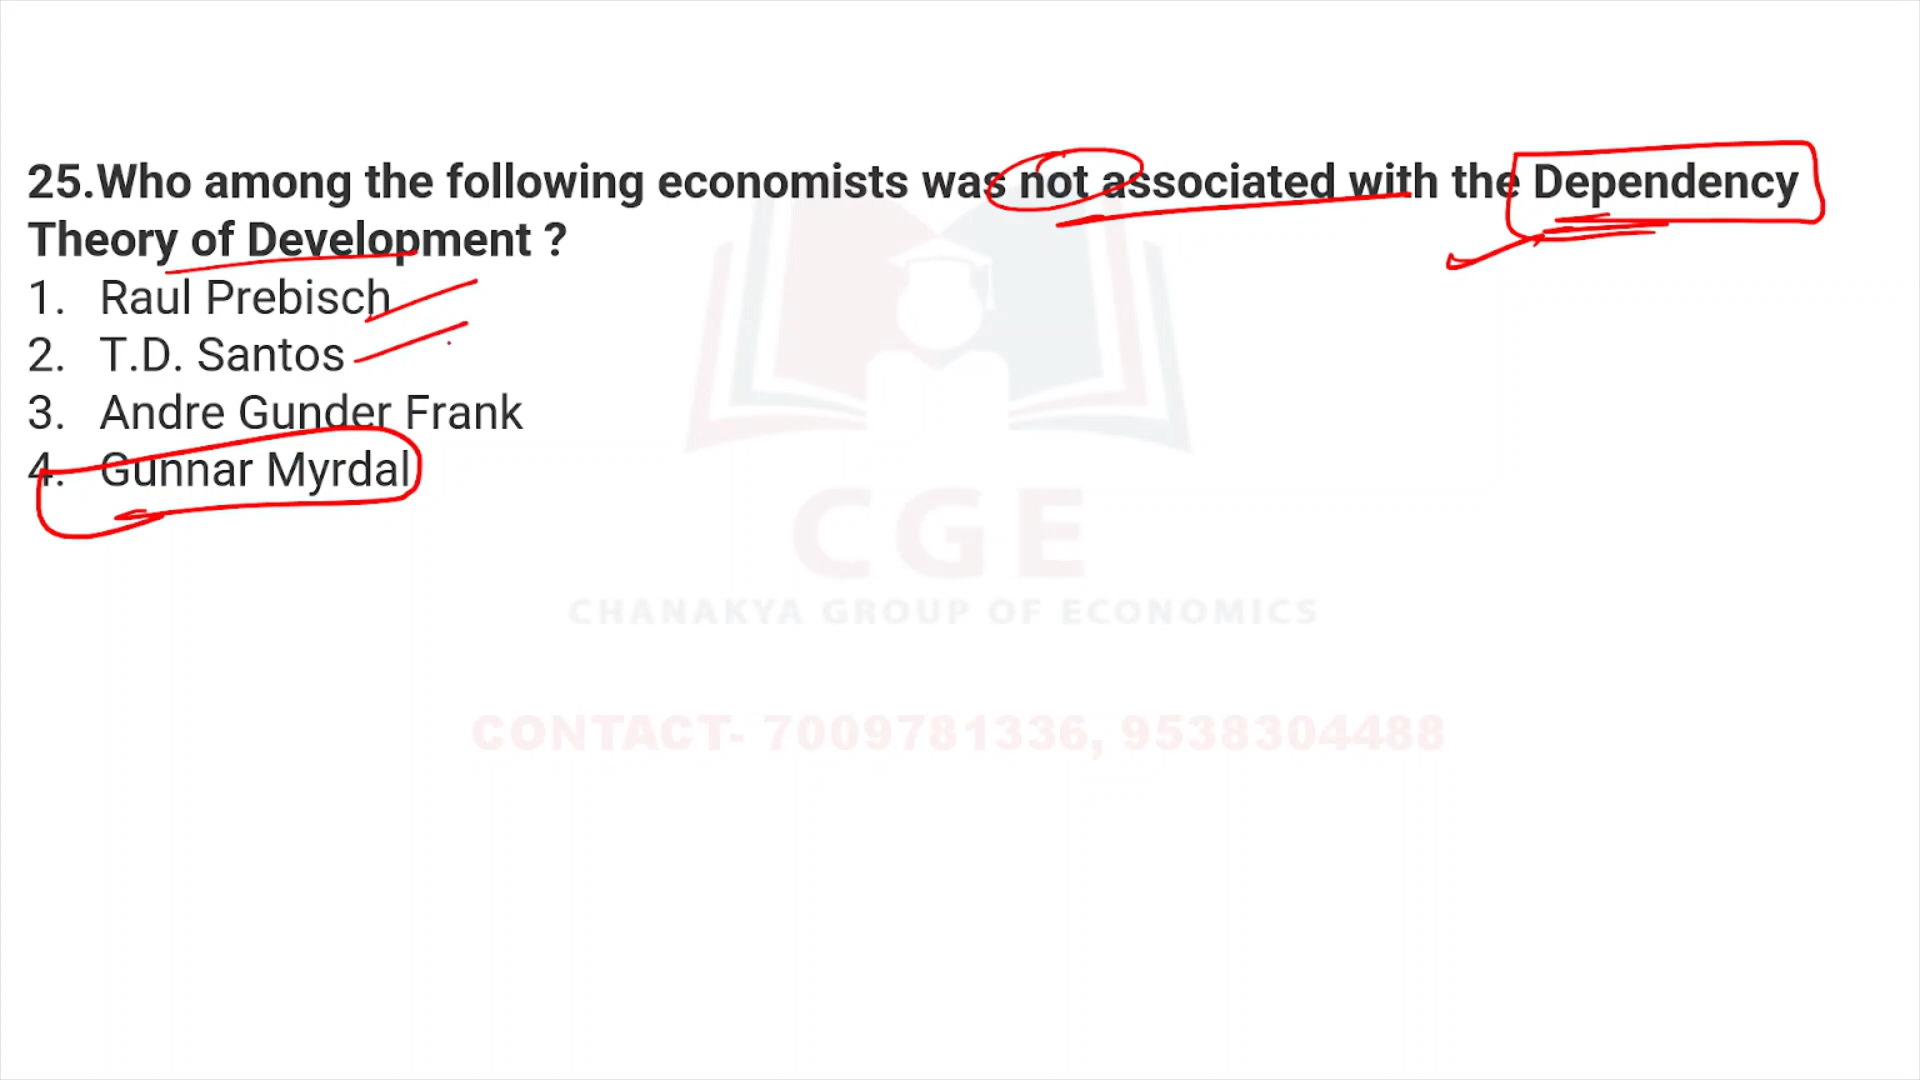 25.Who among the following economists was not associated with the Dependency
Theory of Development ?
1. Raul Prebisch
2. T.D. Santos
3. Andre Gunder Frank
4. Gunnar Myrdal
CGE
CHANAKYA GROUP OF ECONOMICS
CONTACT- 7009781336, 9538304488